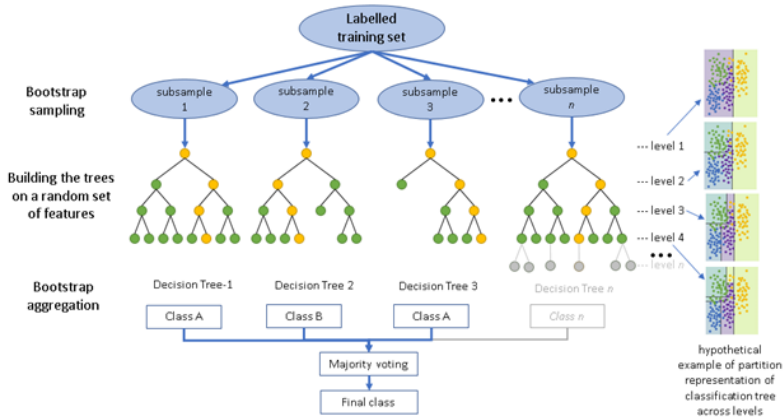 Labelled
training set
Bootstrap
sampling
subsample
1
subsample
2
subsample
3
•••
subsample
n
Building the trees
on a random set
of features
--- level 1
--- level 2
--- level 3
--- level 4
•••
--- level n
Bootstrap
aggregation
Decision Tree-1
Decision Tree 2
Decision Tree 3
Decision Tree n
Class A
Class B
Class A
Class n
Majority voting
Final class
hypothetical
example of partition
representation of
classification tree
across levels